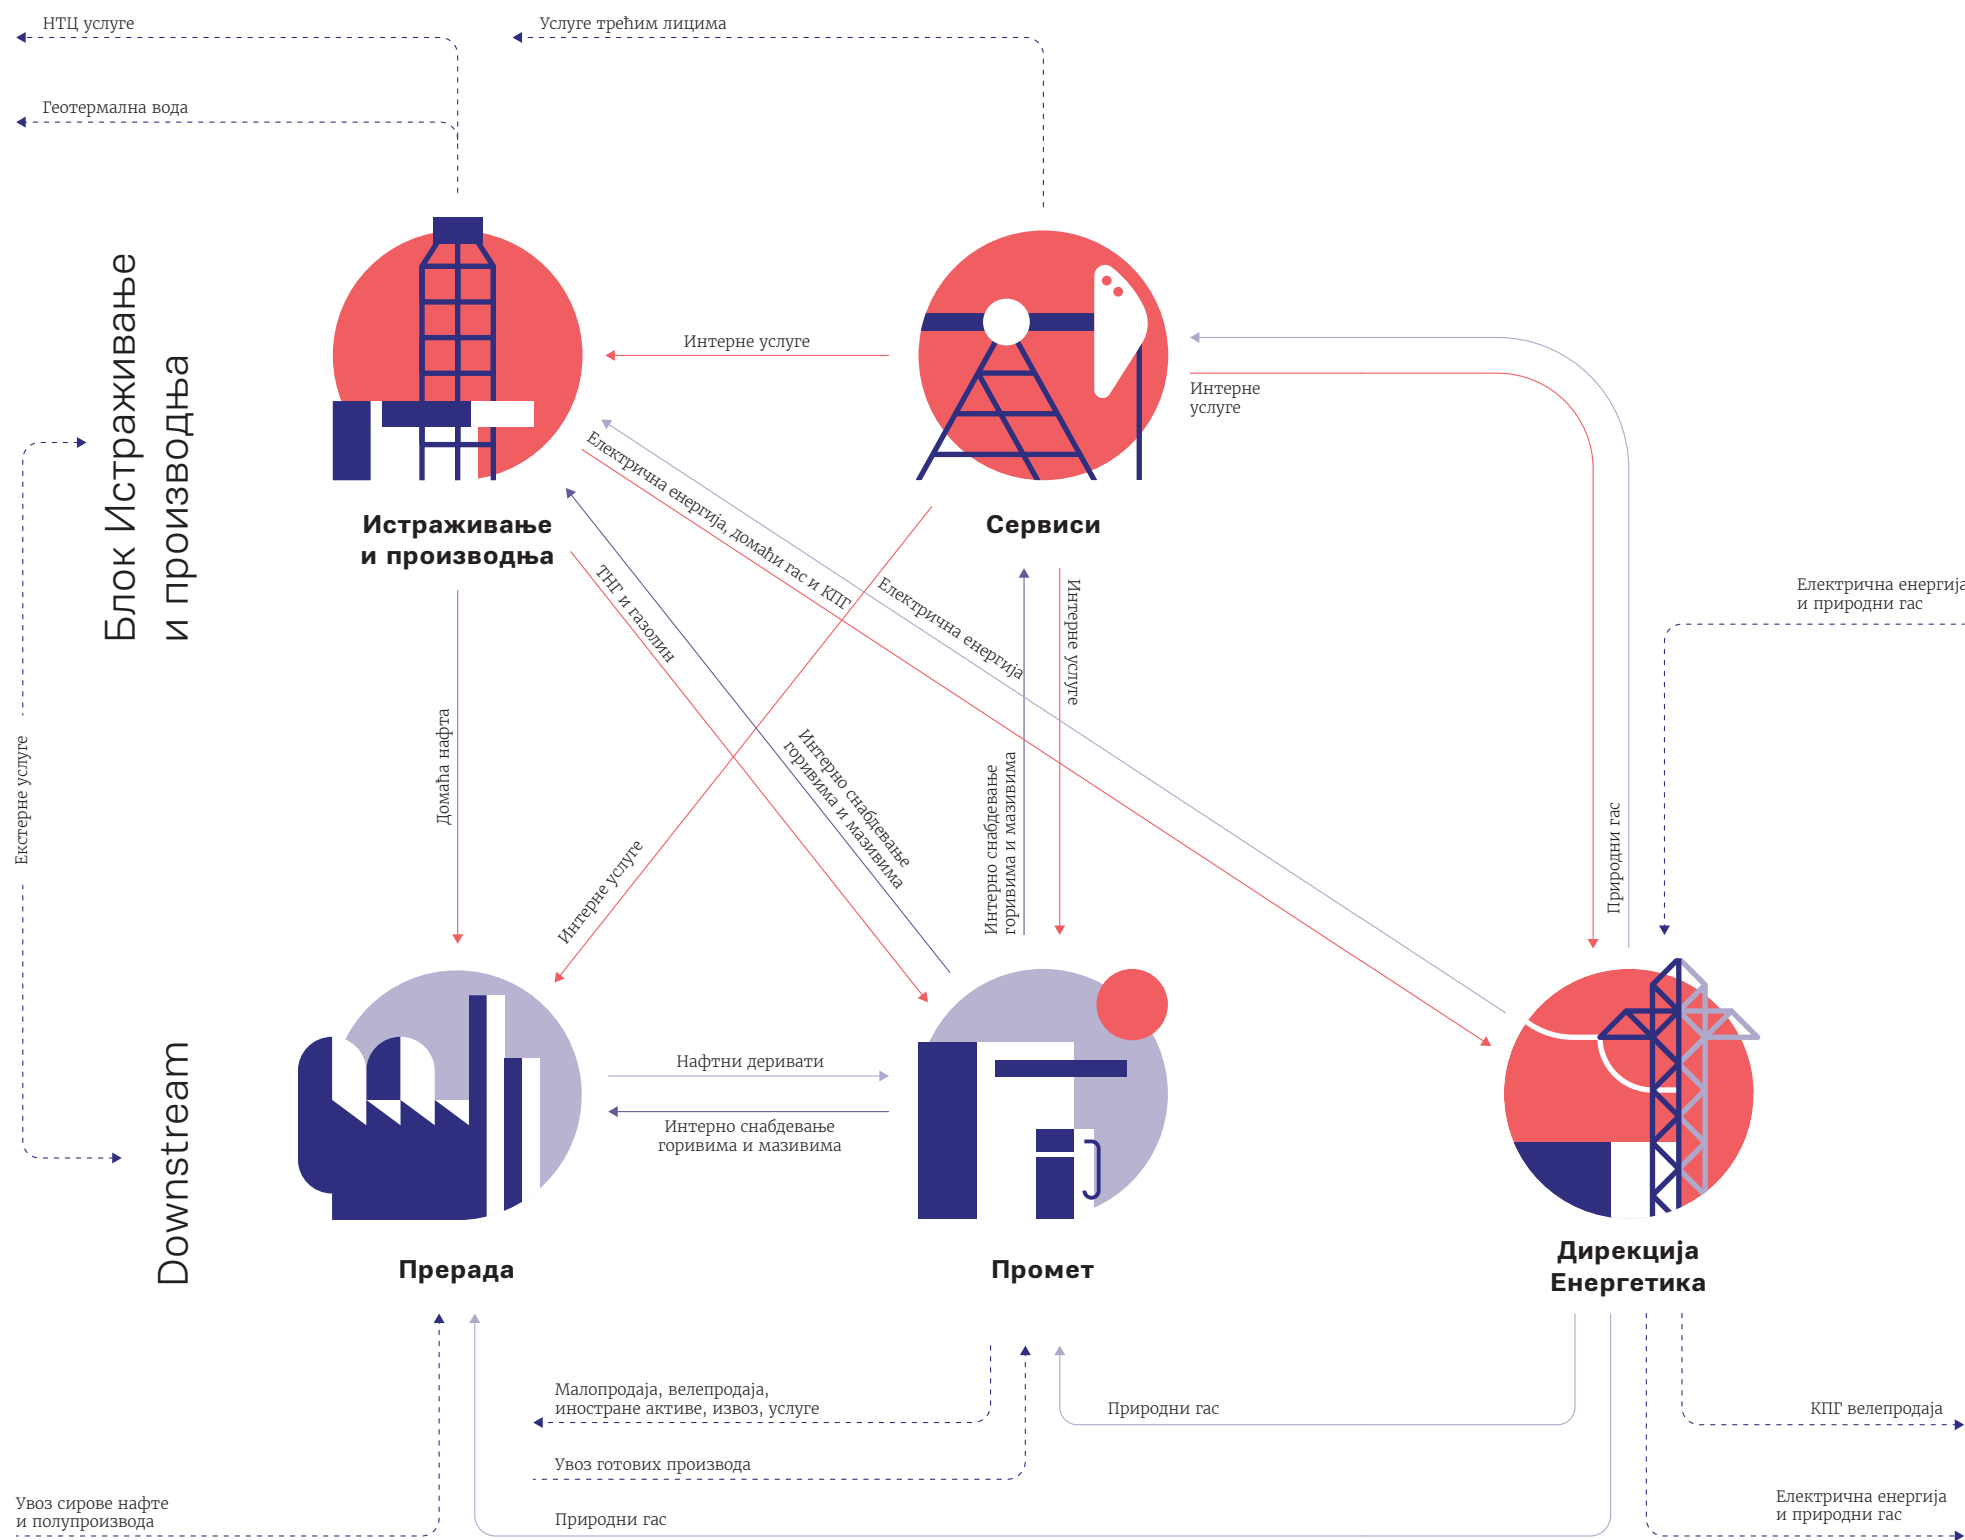 НТЦ услуге
Услуге трећим лицима
Геотермална вода
Блок Истраживање
и производња
Интерне услуге
Интерне
услуге
Истраживање
и производња
Сервиси
Електрична енергија, домаћи гас и КПГ
Електрична енергија
ТНГ и газолин
Интерне услуге
Електрична енергија
и природни гас
Екстерне услуге
Домаћа нафта
Интерно снабдевање
горивима и мазивима
Интерно снабдевање
горивима и мазивима
Интерне услуге
Природни гас
Downstream
Нафтни деривати
Интерно снабдевање
горивима и мазивима
Прерада
Промет
Дирекција
Енергетика
Малопродаја, велепродаја,
иностране активе, извоз, услуге
Природни гас
КПГ велепродаја
Увоз готових производа
Увоз сирове нафте
и полупроизвода
Природни гас
Електрична енергија
и природни гас